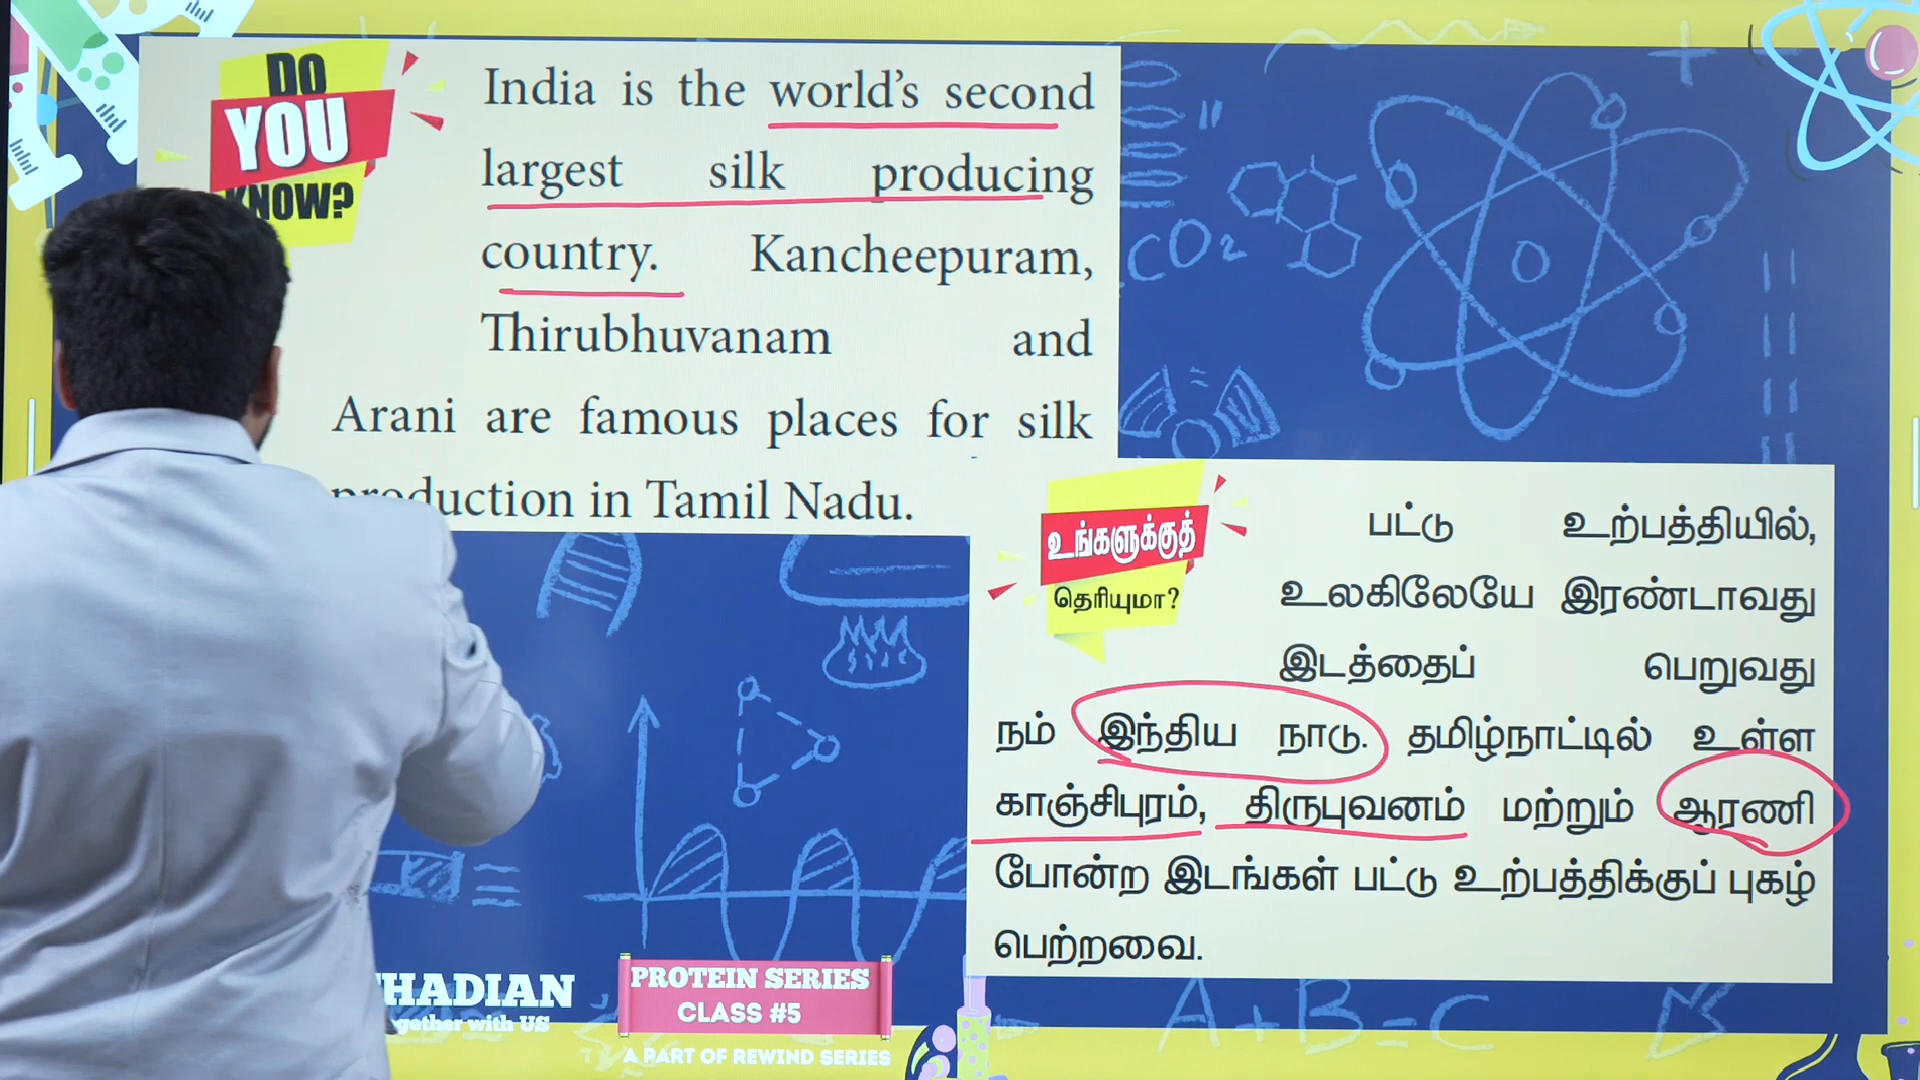 DO
YOU
KNOW?
India is the world's second
largest silk producing
country. Kancheepuram,
Thirubhuvanam and
Arani are famous places for silk
production in Tamil Nadu.
CO2
உங்களுக்குத்
தெரியுமா?
பட்டு உற்பத்தியில்,
உலகிலேயே இரண்டாவது
இடத்தைப் பெறுவது
நம் இந்திய நாடு. தமிழ்நாட்டில் உள்ள
காஞ்சிபுரம், திருபுவனம் மற்றும் ஆரணி
போன்ற இடங்கள் பட்டு உற்பத்திக்குப் புகழ்
பெற்றவை.
HADIAN
gether with US
PROTEIN SERIES
CLASS #5
A PART OF REWIND SERIES
A+B=C